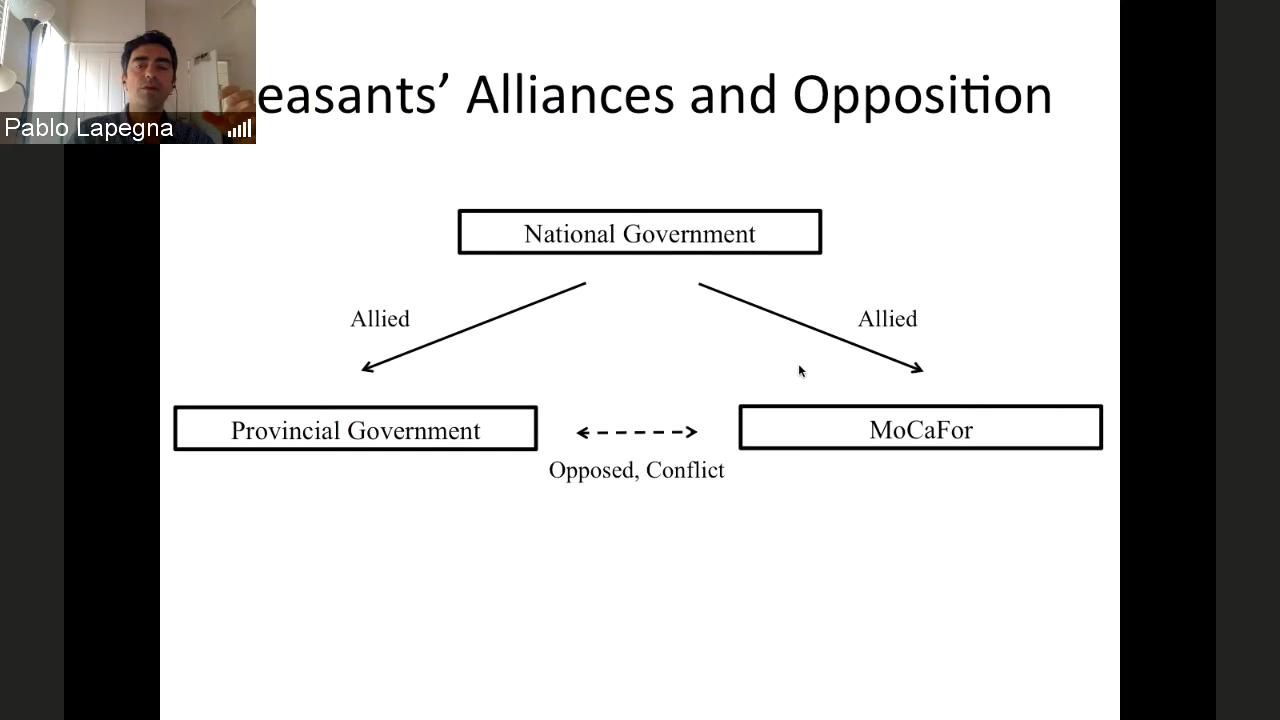 easants' Alliances and Opposition
Pablo Lapegna
National Government
Allied
Allied
Provincial Government
MoCaFor
Opposed, Conflict